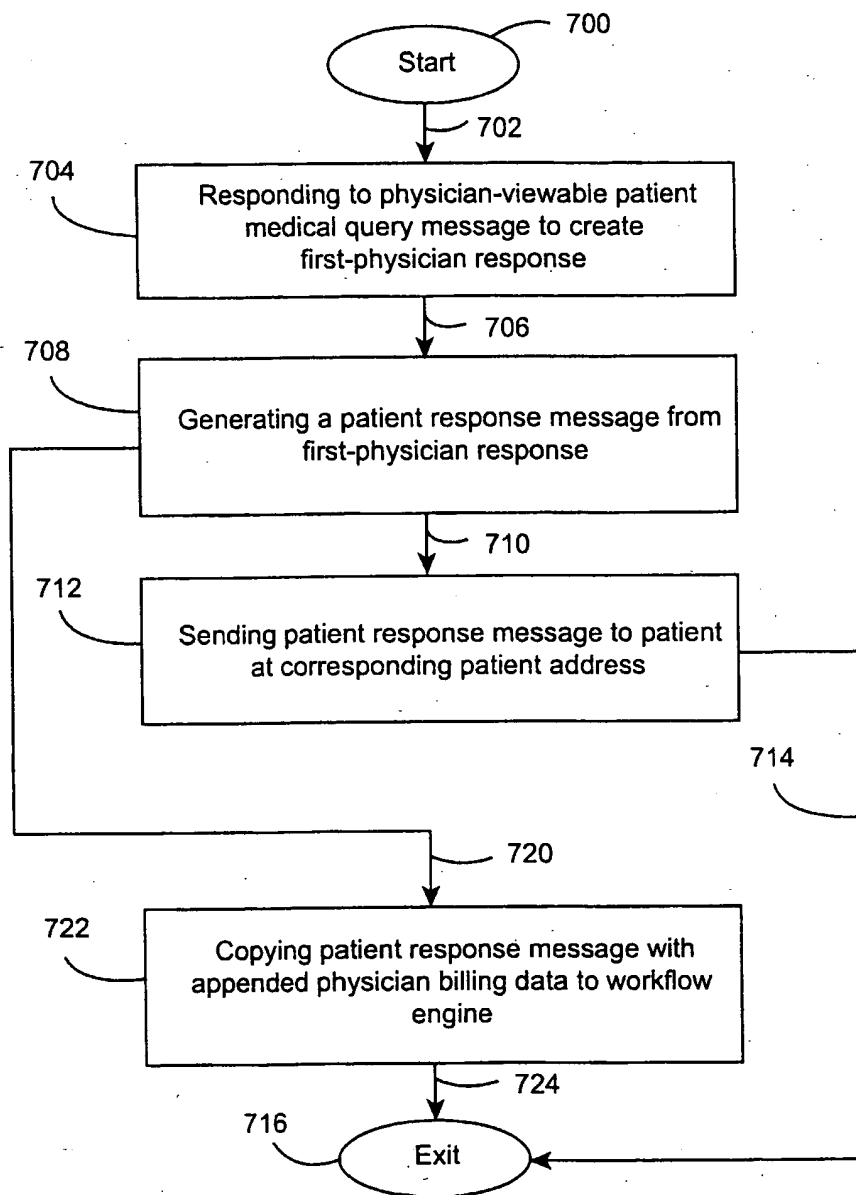 700
Start
702
704
Responding to physician-viewable patient
medical query message to create
first-physician response
706
708
Generating a patient response message from
first-physician response
710
712
Sending patient response message to patient
at corresponding patient address
714
720
722
Copying patient response message with
appended physician billing data to workflow
engine
724
716
Exit